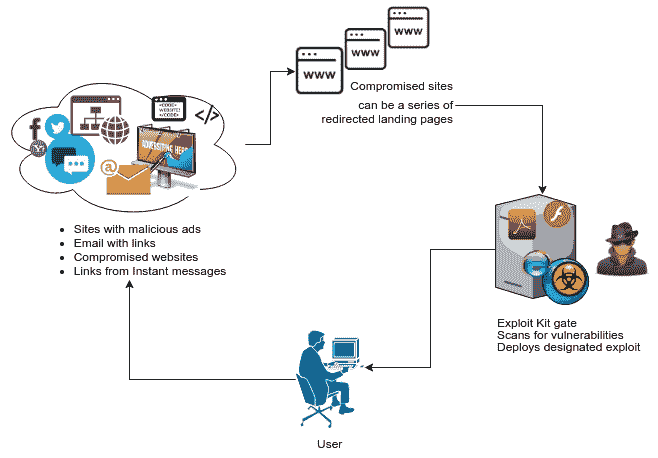 WWW
WWW
WWW
Compromised sites
can be a series of
redirected landing pages
<CODE>
WEBSITE
</CODE>
</>
f
ADVERTISING HERE
@
Sites with malicious ads
Email with links
Compromised websites
Links from Instant messages
Exploit Kit gate
Scans for vulnerabilities
Deploys designated exploit
User